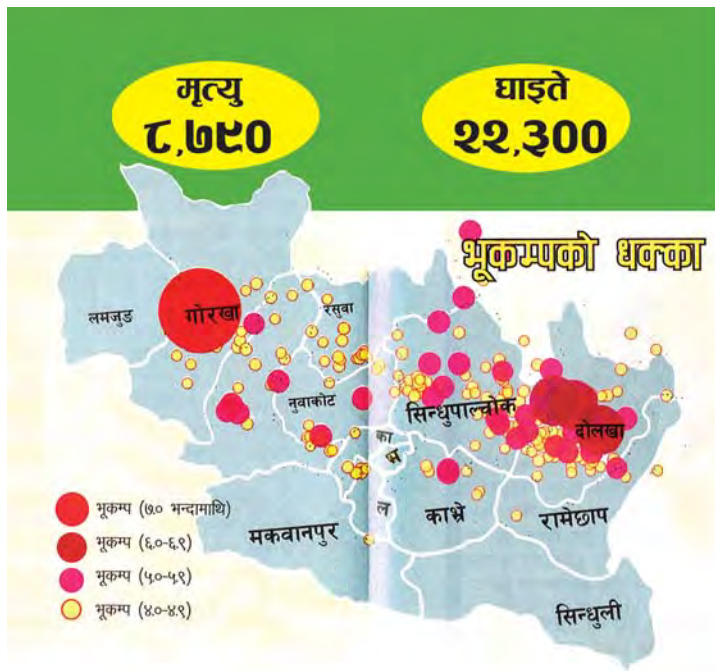 मृत्यु
८,७९०
घाइते
२२,३००
भूकम्पको धक्का
लमजुङ
गोरखा
रसुवा
नुवाकोट
सिन्धुपाल्चोक
दोलखा
मकवानपुर
काभ्रे
रामेछाप
सिन्धुली
भूकम्प (७.० भन्दामाथि)
भूकम्प (६.०-६.९)
भूकम्प (५.०-५.९)
भूकम्प (४.०-४.९)